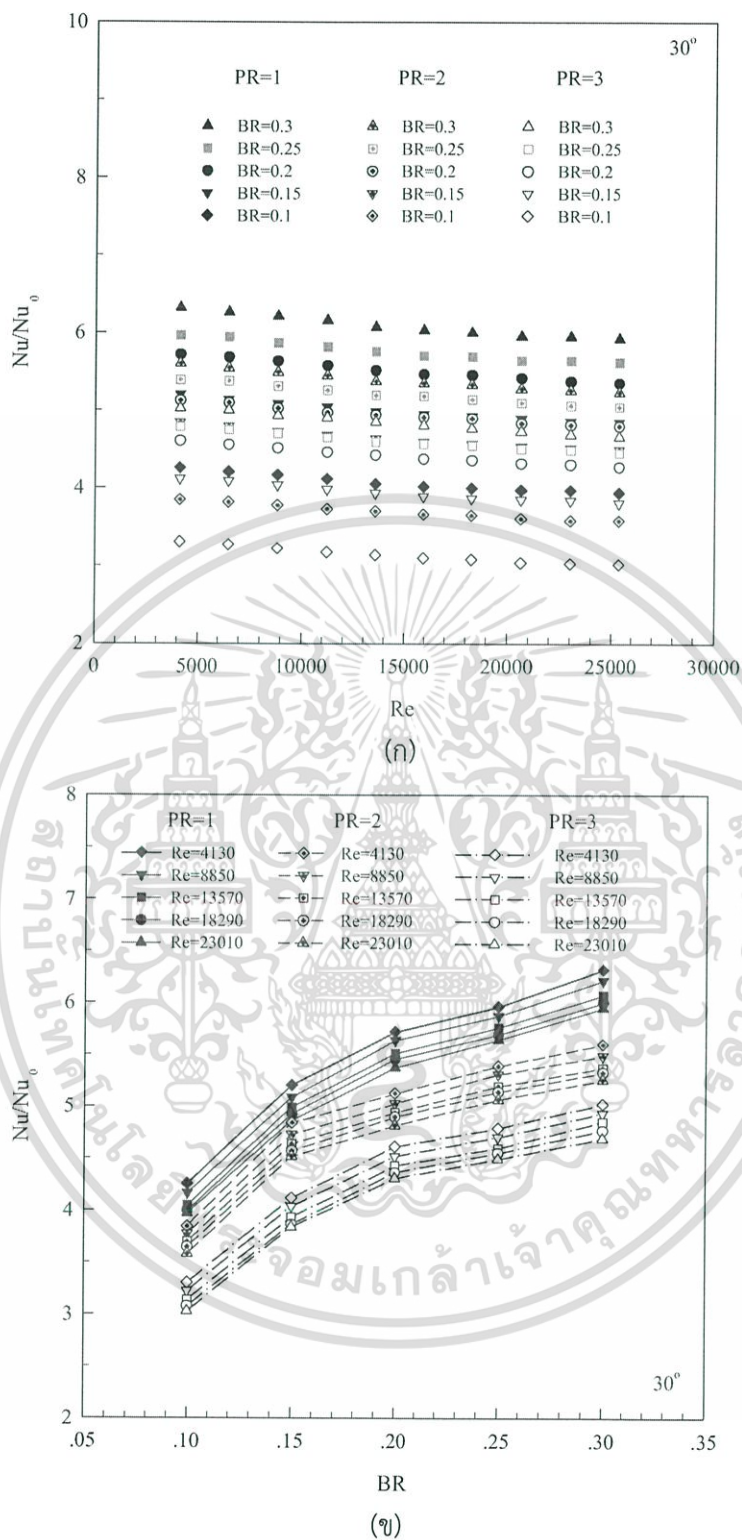 10
30°
PR=1 PR=2 PR=3
BR=0.3 BR=0.3 BR=0.3
BR=0.25 BR=0.25 BR=0.25
BR=0.2 BR=0.2 BR=0.2
BR=0.15 BR=0.15 BR=0.15
BR=0.1 BR=0.1 BR=0.1
8
6
4
2
Nu/Nu₀
0 5000 10000 15000 20000 25000 30000
Re
(ก)
8
PR=1 PR=2 PR=3
Re=4130 Re=4130 Re=4130
Re=8850 Re=8850 Re=8850
Re=13570 Re=13570 Re=13570
Re=18290 Re=18290 Re=18290
Re=23010 Re=23010 Re=23010
7
6
5
4
3
2
Nu/Nu₀
30°
.05 .10 .15 .20 .25 .30 .35
BR
(ข)